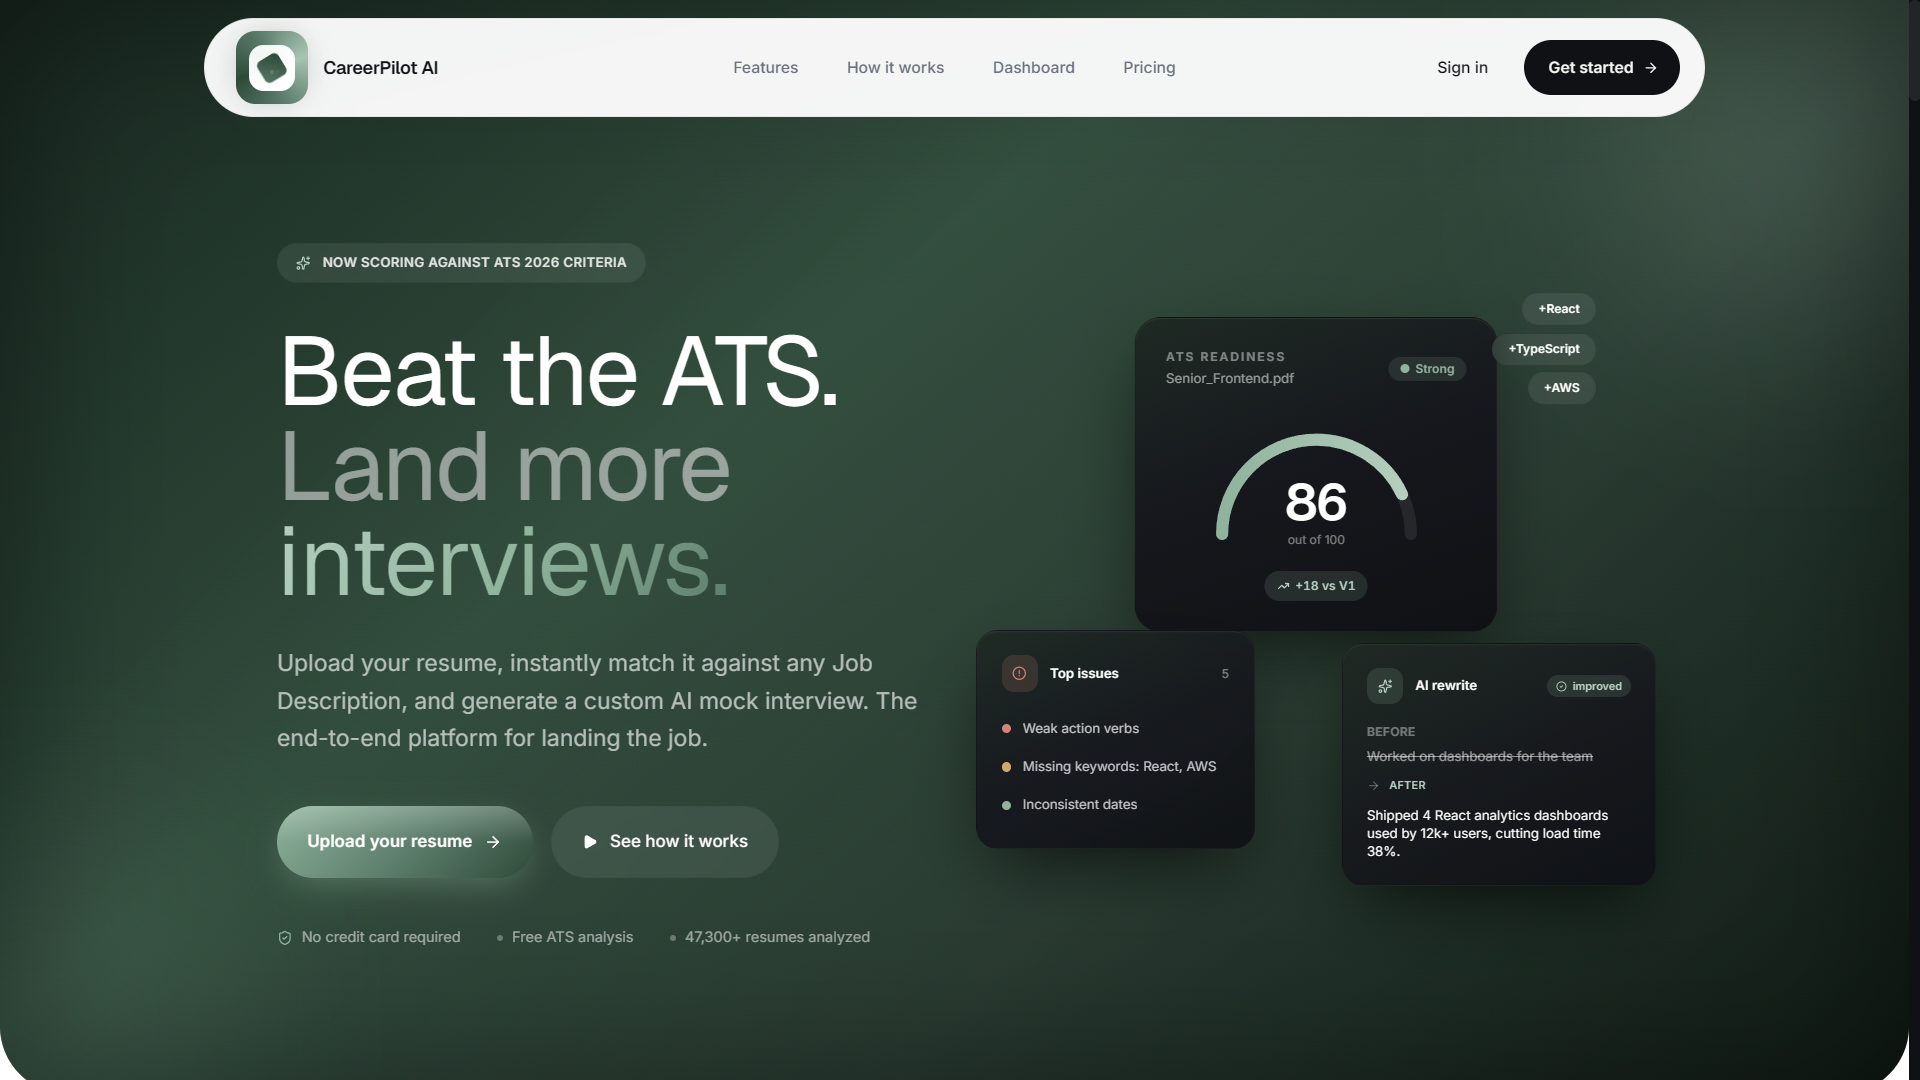 CareerPilot AI
Features
How it works
Dashboard
Pricing
Sign in
Get started
NOW SCORING AGAINST ATS 2026 CRITERIA
Beat the ATS.
Land more
interviews.
Upload your resume, instantly match it against any Job
Description, and generate a custom AI mock interview. The
end-to-end platform for landing the job.
Upload your resume
See how it works
No credit card required
Free ATS analysis
47,300+ resumes analyzed
+React
+TypeScript
+AWS
ATS READINESS
Senior_Frontend.pdf
Strong
86
out of 100
+18 vs V1
Top issues
5
Weak action verbs
Missing keywords: React, AWS
Inconsistent dates
AI rewrite
improved
BEFORE
Worked on dashboards for the team
AFTER
Shipped 4 React analytics dashboards
used by 12k+ users, cutting load time
38%.